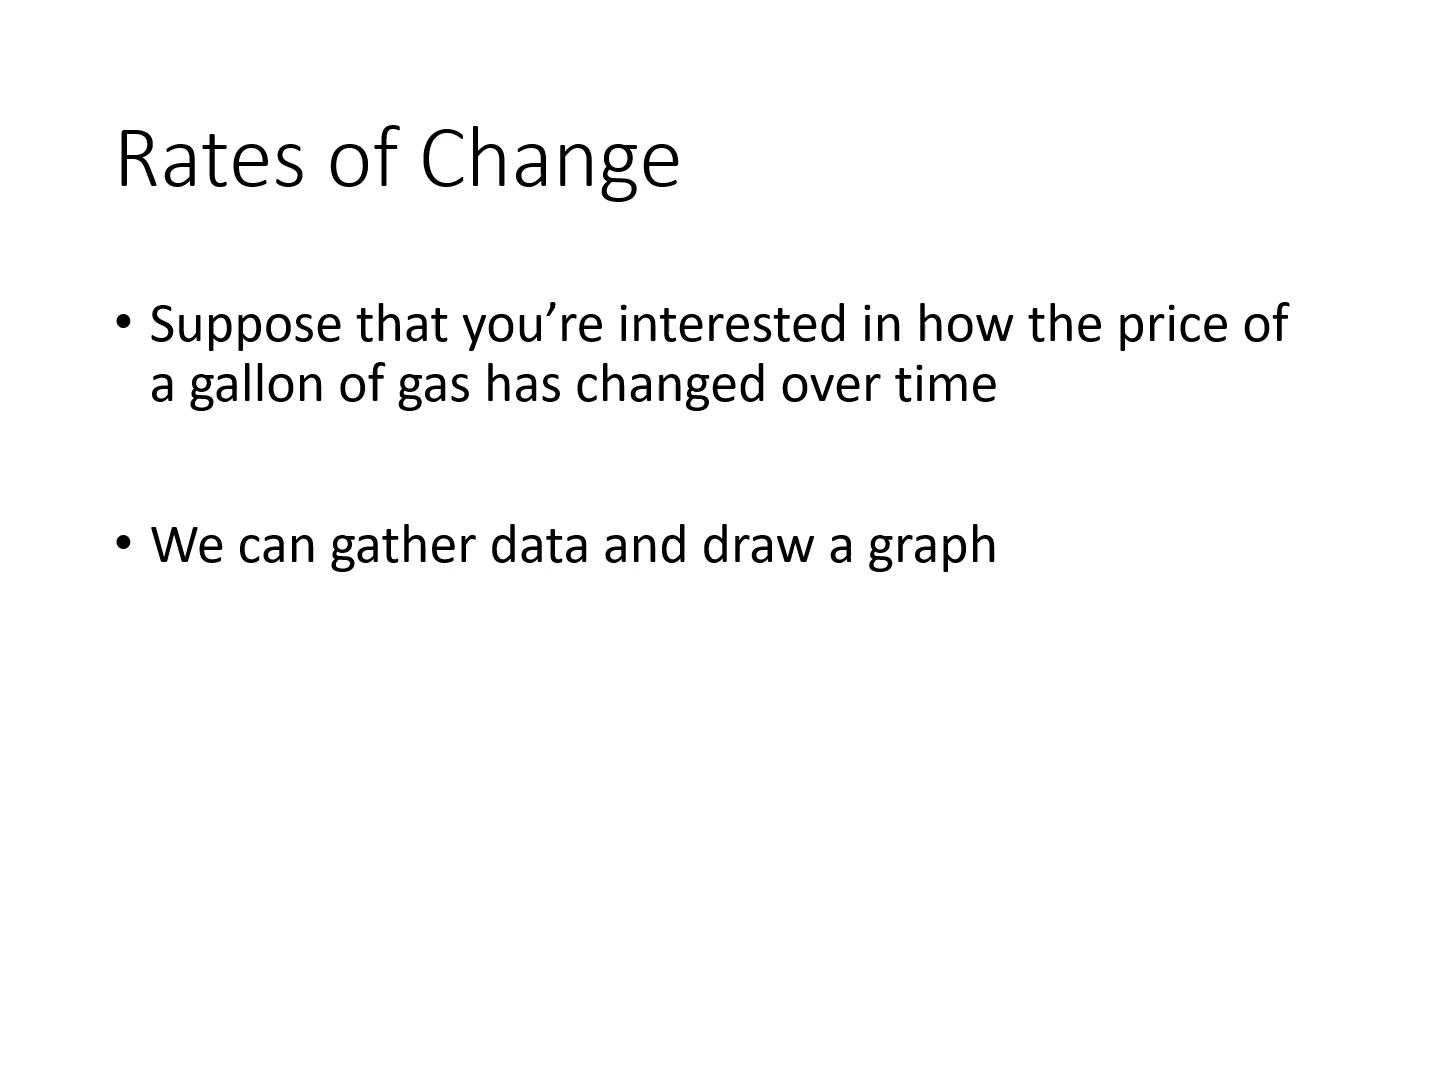 Rates of Change
• Suppose that you’re interested in how the price of
a gallon of gas has changed over time
• We can gather data and draw a graph